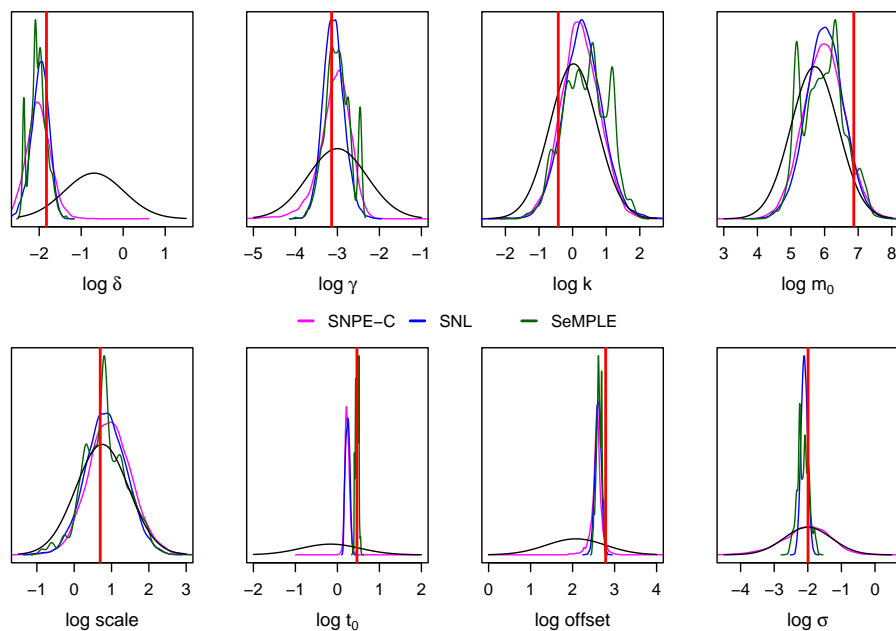 −2 −1 0 1
log δ
−5 −4 −3 −2 −1
log γ
−2 −1 0 1 2
log k
3 4 5 6 7 8
log m0
SNPE−C SNL SeMPLE
−1 0 1 2 3
log scale
−2 −1 0 1 2
log t0
0 1 2 3 4
log offset
−4 −3 −2 −1 0
log σ